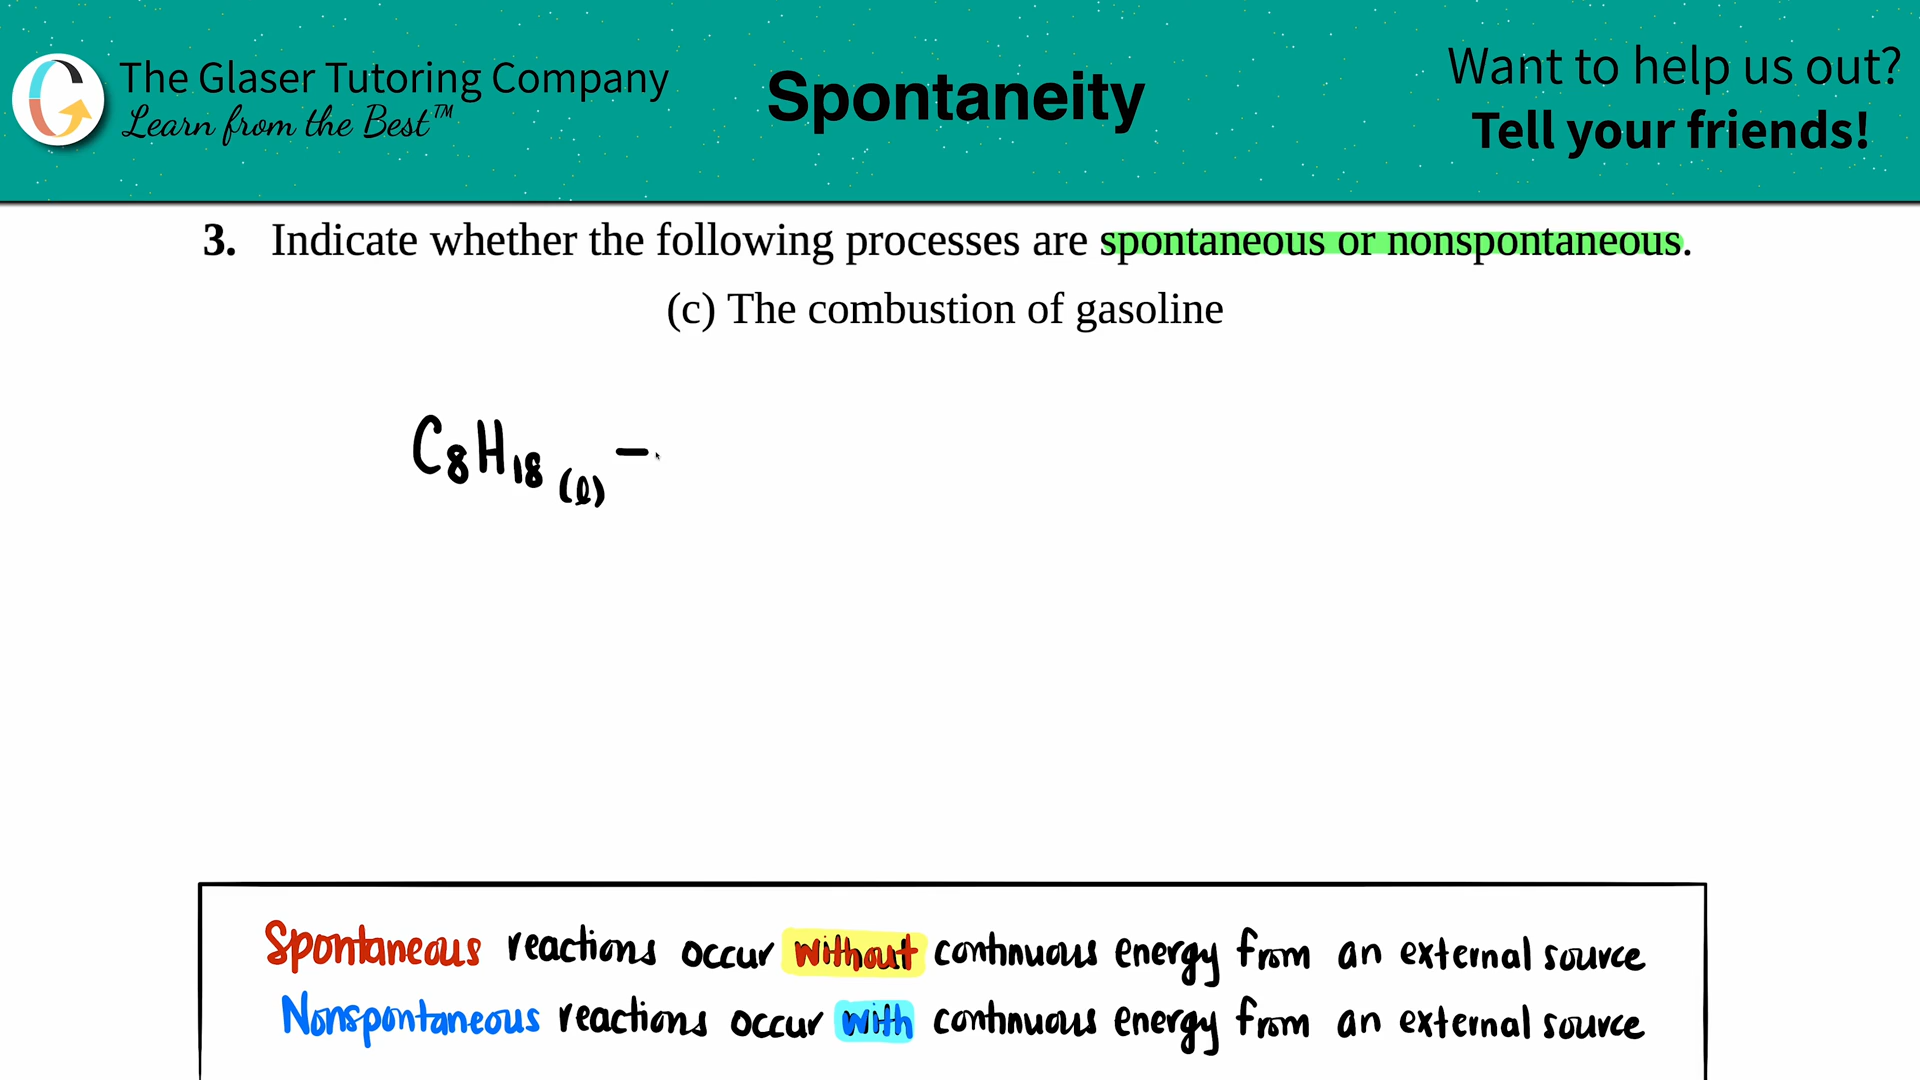 The Glaser Tutoring Company
Learn from the Best™
Spontaneity
Want to help us out?
Tell your friends!
3. Indicate whether the following processes are spontaneous or nonspontaneous.
(c) The combustion of gasoline
C₈H₁₈ (l) –
Spontaneous reactions occur without continuous energy from an external source
Nonspontaneous reactions occur with continuous energy from an external source